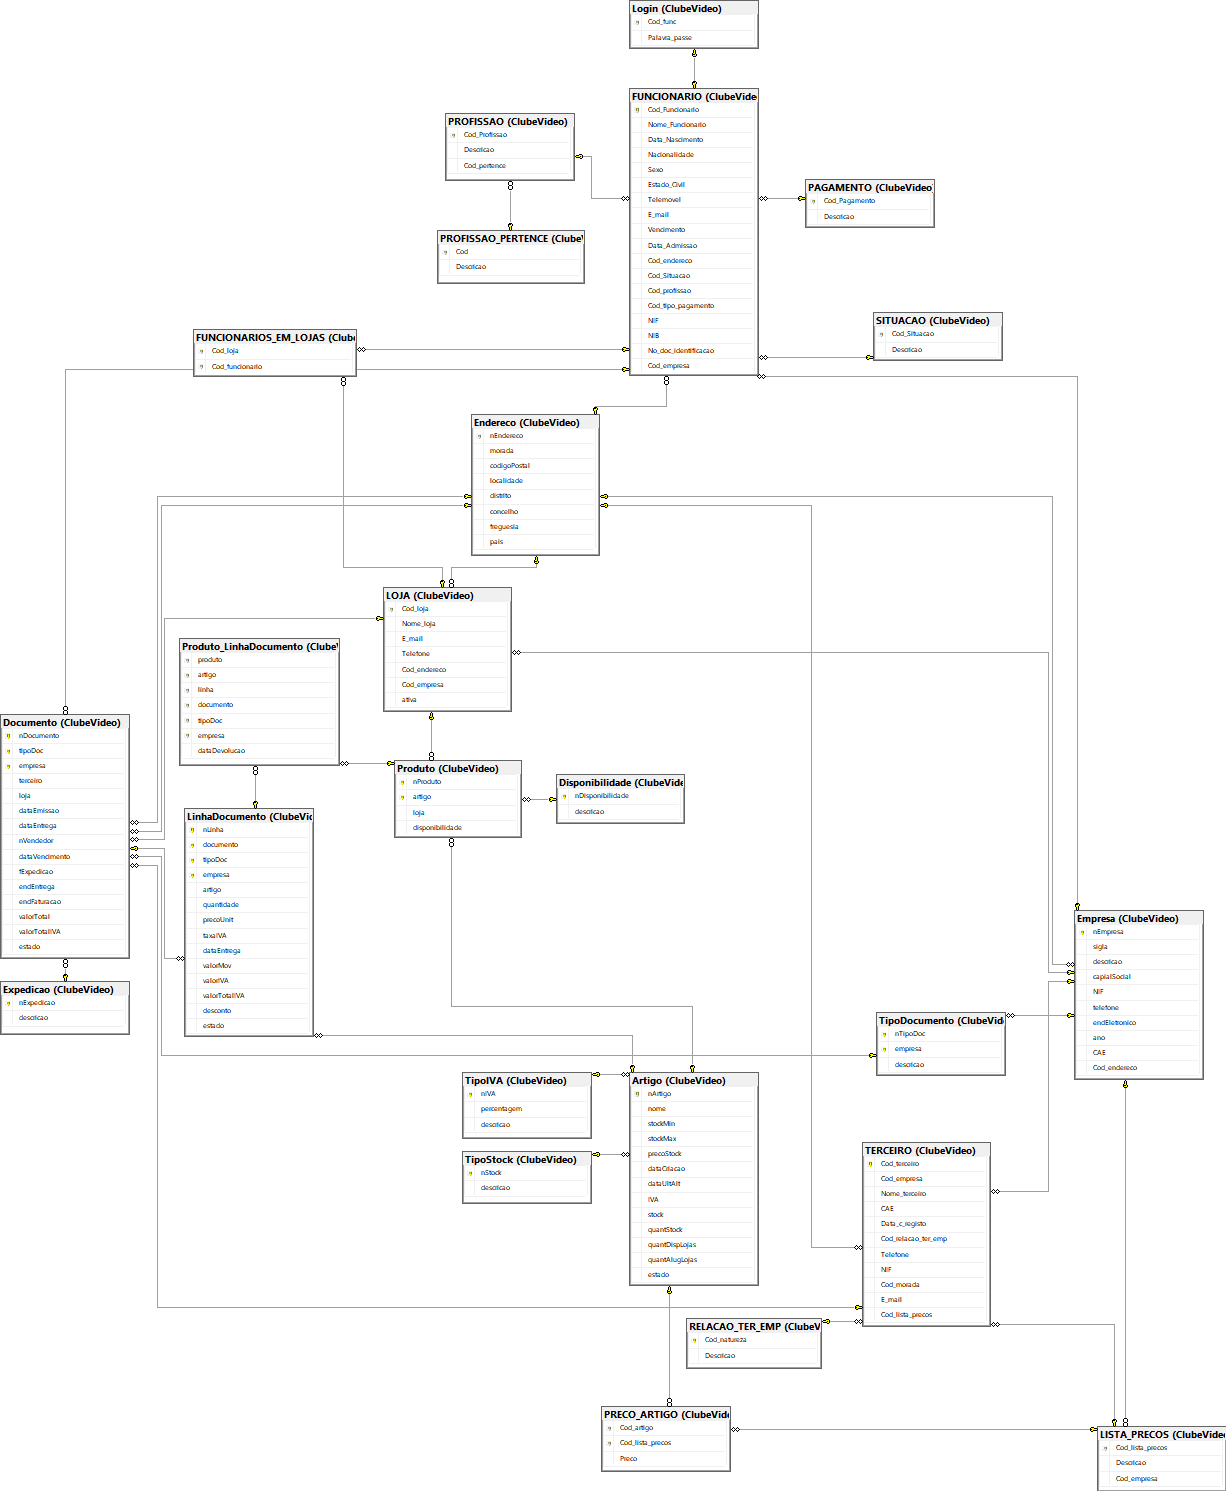 Login (ClubeVideo)
Cod_func
Palavra_passe
FUNCIONARIO (ClubeVide
Cod_Funcionario
Nome_Funcionario
Data_Nascimento
Nacionalidade
Sexo
Estado_Civil
Telemovel
E_mail
Vencimento
Data_Admissao
Cod_endereco
Cod_Situacao
Cod_profissao
Cod_tipo_pagamento
NIF
NIB
No_doc_identificacao
Cod_empresa
PROFISSAO (ClubeVideo)
Cod_Profissao
Descricao
Cod_pertence
PAGAMENTO (ClubeVideo
Cod_Pagamento
Descricao
PROFISSAO_PERTENCE (Clube
Cod
Descricao
SITUACAO (ClubeVideo)
Cod_Situacao
Descricao
FUNCIONARIOS_EM_LOJAS (Club
Cod_loja
Cod_funcionario
Endereco (ClubeVideo)
nEndereco
morada
codigoPostal
localidade
distrito
concelho
freguesia
pais
LOJA (ClubeVideo)
Cod_loja
Nome_loja
E_mail
Telefone
Cod_endereco
Cod_empresa
ativa
Produto_LinhaDocumento (Clube
produto
artigo
linha
documento
tipoDoc
empresa
dataDevolucao
Documento (ClubeVideo)
nDocumento
tipoDoc
empresa
terceiro
loja
dataEmissao
dataEntrega
nVendedor
dataVencimento
tExpedicao
endEntrega
endFaturacao
valorTotal
valorTotalIVA
estado
Produto (ClubeVideo)
nProduto
artigo
loja
disponibilidade
Disponibilidade (ClubeVide
nDisponibilidade
descricao
LinhaDocumento (ClubeVi
nLinha
documento
tipoDoc
empresa
artigo
quantidade
precoUnit
taxaIVA
dataEntrega
valorMov
valorIVA
valorTotalIVA
desconto
estado
Expedicao (ClubeVideo)
nExpedicao
descricao
Empresa (ClubeVideo)
nEmpresa
sigla
descricao
capialSocial
NIF
telefone
endEletronico
ano
CAE
Cod_endereco
TipoDocumento (ClubeVid
nTipoDoc
empresa
descricao
TipoIVA (ClubeVideo)
nIVA
percentagem
descricao
Artigo (ClubeVideo)
nArtigo
nome
stockMin
stockMax
precoStock
dataCriacao
dataUltAlt
IVA
stock
quantStock
quantDispLojas
quantAlugLojas
estado
TipoStock (ClubeVideo)
nStock
descricao
TERCEIRO (ClubeVideo)
Cod_terceiro
Cod_empresa
Nome_terceiro
CAE
Data_c_registo
Cod_relacao_ter_emp
Telefone
NIF
Cod_morada
E_mail
Cod_lista_precos
RELACAO_TER_EMP (ClubeV
Cod_natureza
Descricao
PRECO_ARTIGO (ClubeVid
Cod_artigo
Cod_lista_precos
Preco
LISTA_PRECOS (ClubeVide
Cod_lista_precos
Descricao
Cod_empresa